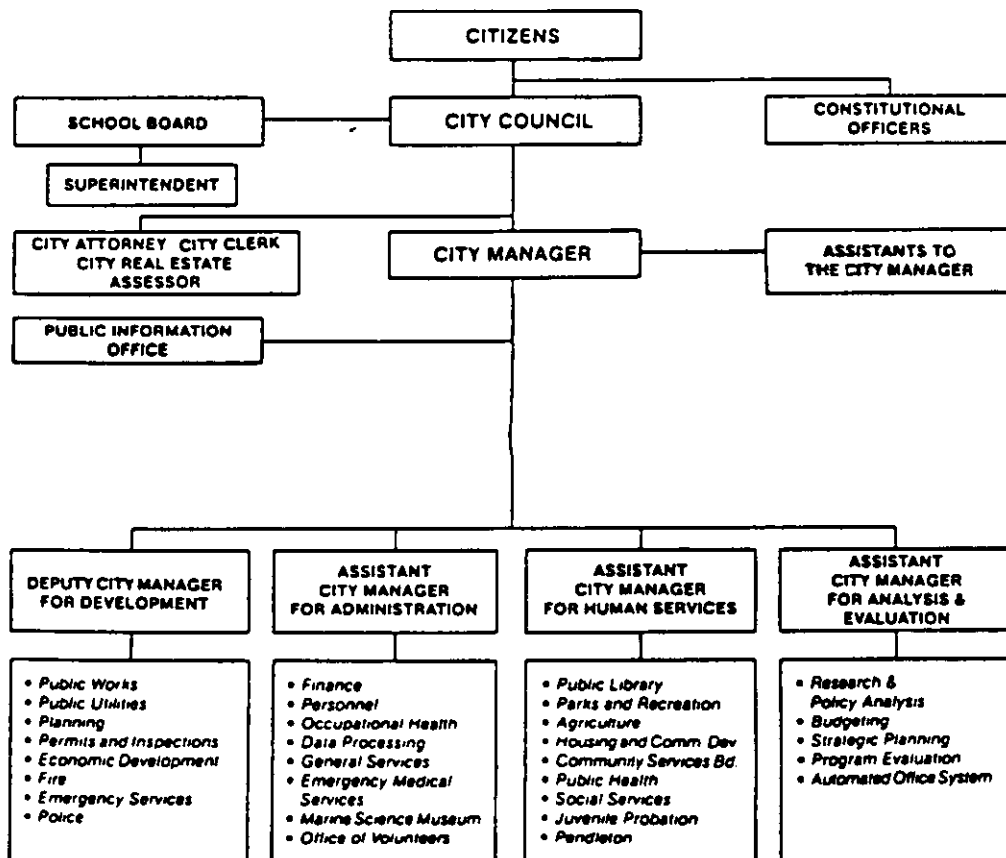 CITIZENS
SCHOOL BOARD
CITY COUNCIL
CONSTITUTIONAL
OFFICERS
SUPERINTENDENT
CITY ATTORNEY CITY CLERK
CITY REAL ESTATE
ASSESSOR
CITY MANAGER
ASSISTANTS TO
THE CITY MANAGER
PUBLIC INFORMATION
OFFICE
DEPUTY CITY MANAGER
FOR DEVELOPMENT
• Public Works
• Public Utilities
• Planning
• Permits and Inspections
• Economic Development
• Fire
• Emergency Services
• Police
ASSISTANT
CITY MANAGER
FOR ADMINISTRATION
• Finance
• Personnel
• Occupational Health
• Data Processing
• General Services
• Emergency Medical
Services
• Marine Science Museum
• Office of Volunteers
ASSISTANT
CITY MANAGER
FOR HUMAN SERVICES
• Public Library
• Parks and Recreation
• Agriculture
• Housing and Comm. Dev
• Community Services Bd.
• Public Health
• Social Services
• Juvenile Probation
• Pendleton
ASSISTANT
CITY MANAGER
FOR ANALYSIS &
EVALUATION
• Research &
Policy Analysis
• Budgeting
• Strategic Planning
• Program Evaluation
• Automated Office System